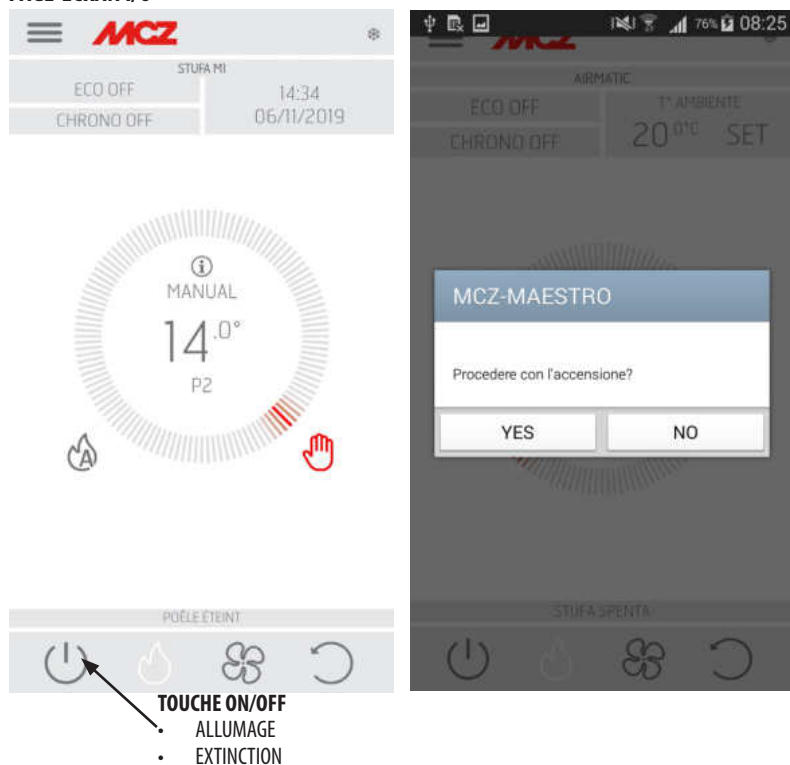 MCZ
STUFA MI
ECO OFF
14:34
CHRONO OFF
06/11/2019
MANUAL
14.0°
P2
A
POÊLE ÉTEINT
TOUCHE ON/OFF
• ALLUMAGE
• EXTINCTION
76% 08:25
AIRMATIC
ECO OFF
T° AMBIENTE
CHRONO OFF
20.0°C SET
MCZ-MAESTRO
Procedere con l'accensione?
YES NO
STUFA SPENTA